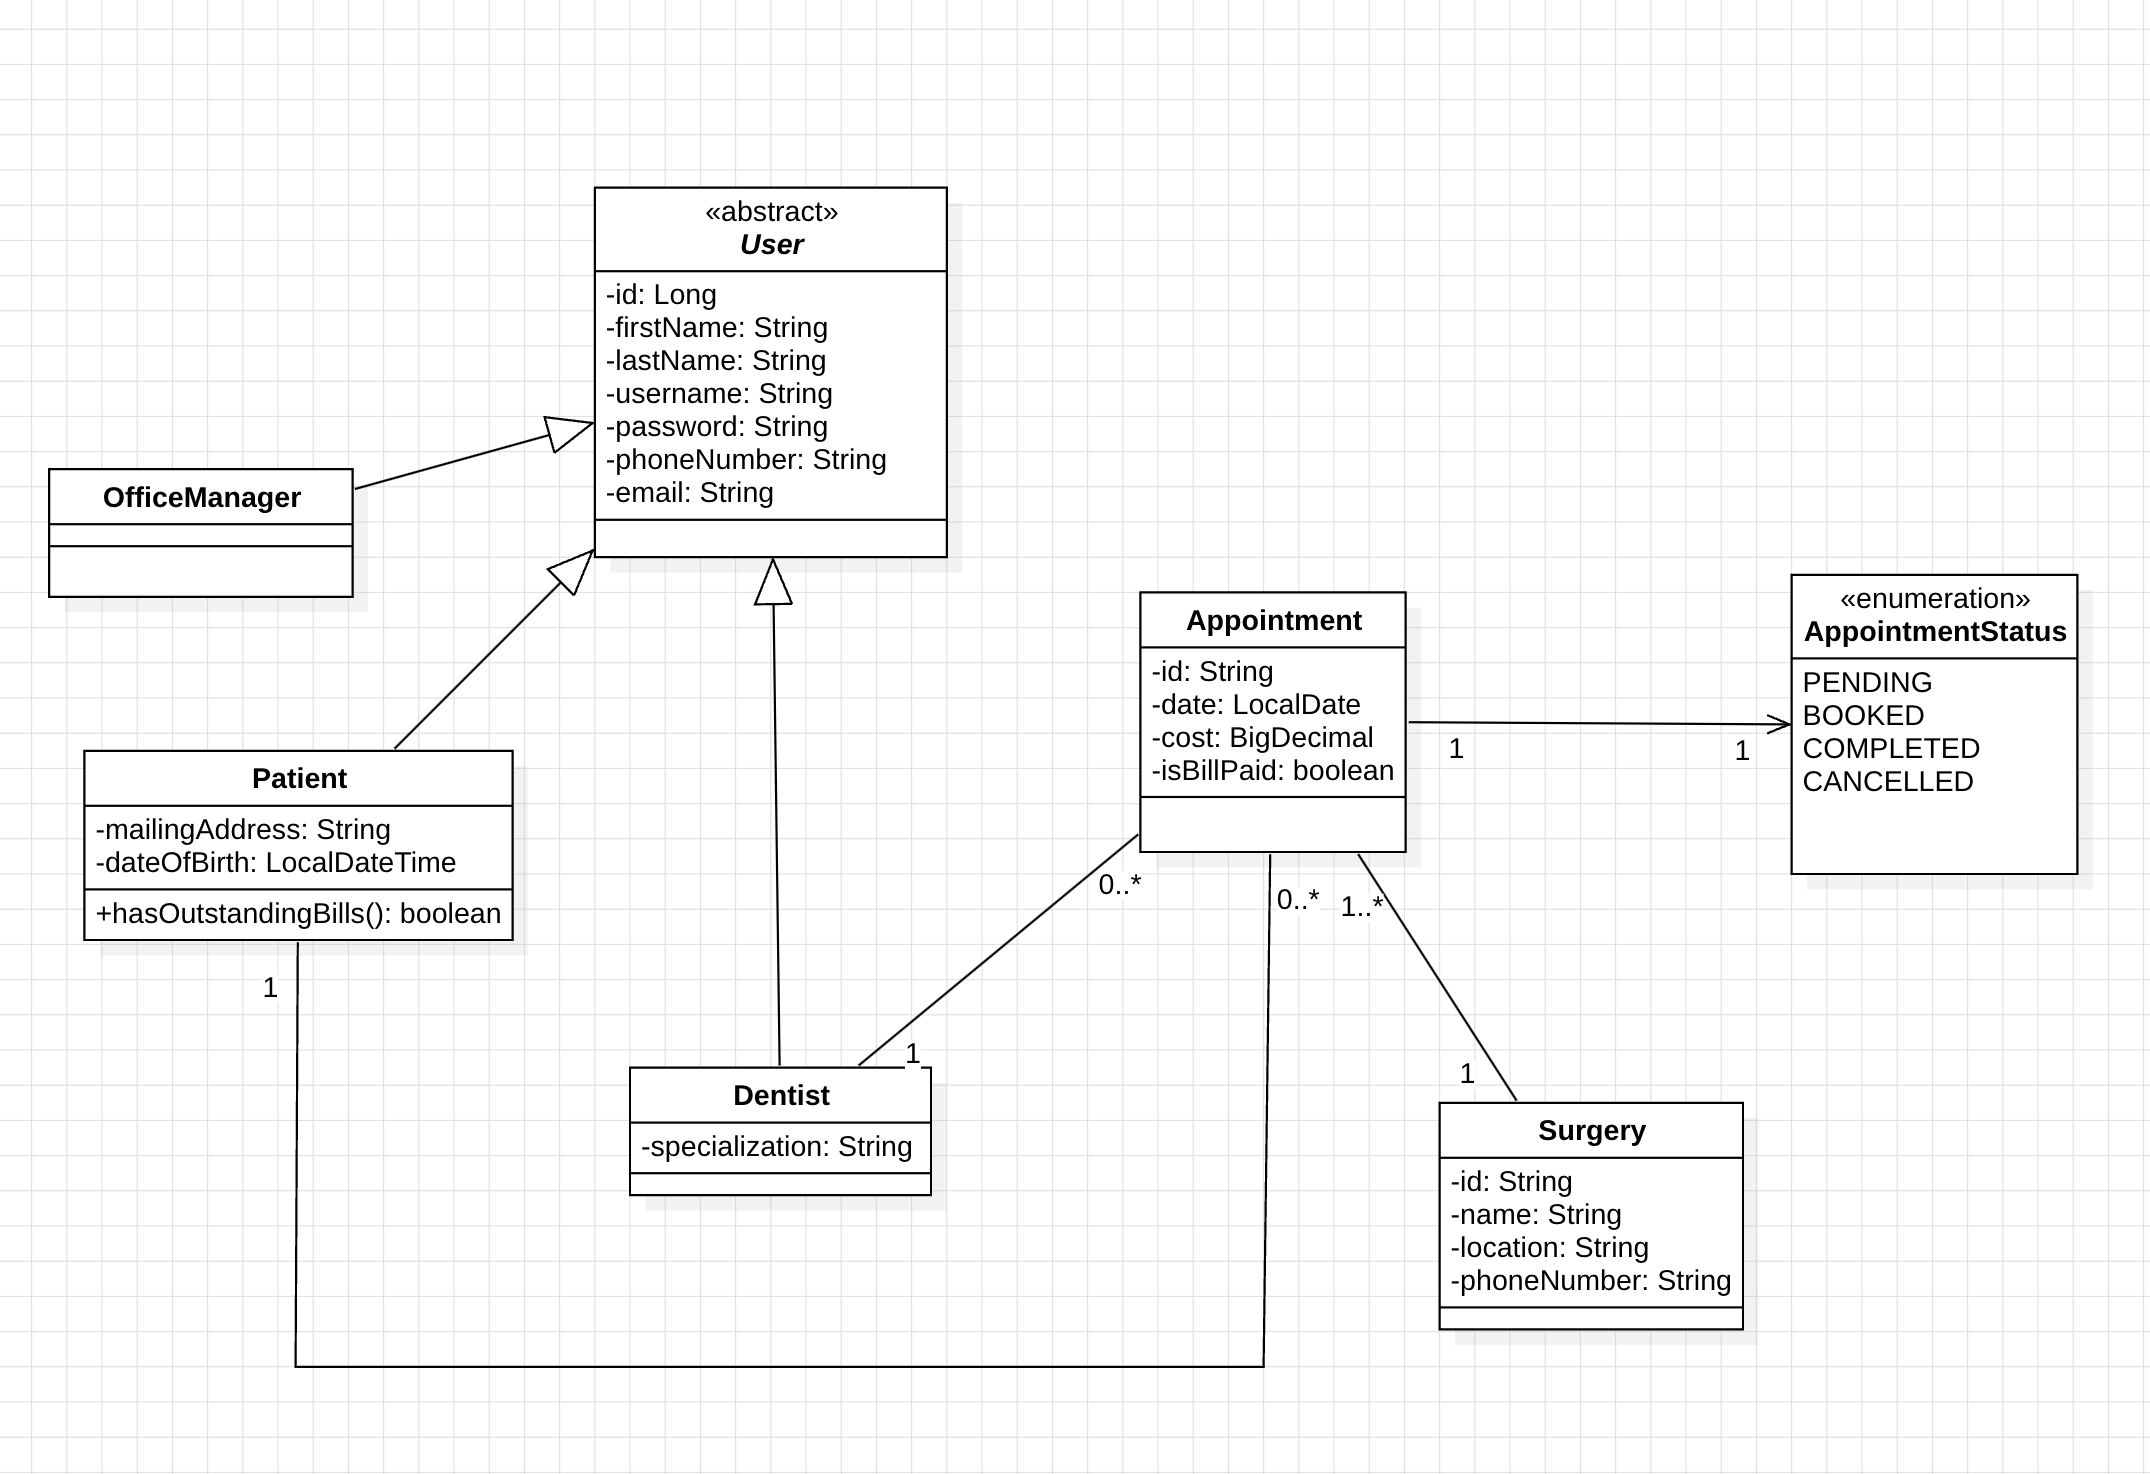 «abstract»
User
-id: Long
-firstName: String
-lastName: String
-username: String
-password: String
-phoneNumber: String
-email: String
OfficeManager
Appointment
-id: String
-date: LocalDate
-cost: BigDecimal
-isBillPaid: boolean
«enumeration»
AppointmentStatus
PENDING
BOOKED
COMPLETED
CANCELLED
1
1
Patient
-mailingAddress: String
-dateOfBirth: LocalDateTime
+hasOutstandingBills(): boolean
1
0..*
0..*
1..*
1
1
Dentist
-specialization: String
Surgery
-id: String
-name: String
-location: String
-phoneNumber: String